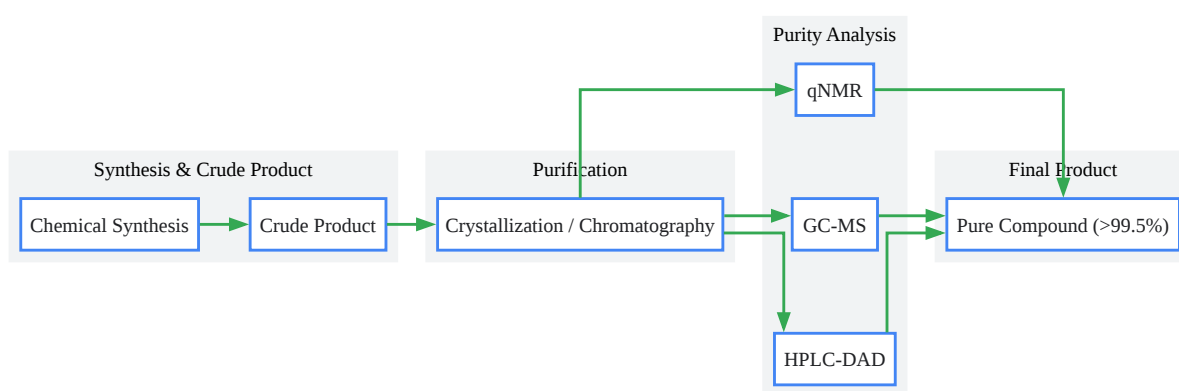 Purity Analysis
qNMR
Synthesis & Crude Product
Purification
Final Product
Chemical Synthesis
Crude Product
Crystallization / Chromatography
GC-MS
Pure Compound (>99.5%)
HPLC-DAD